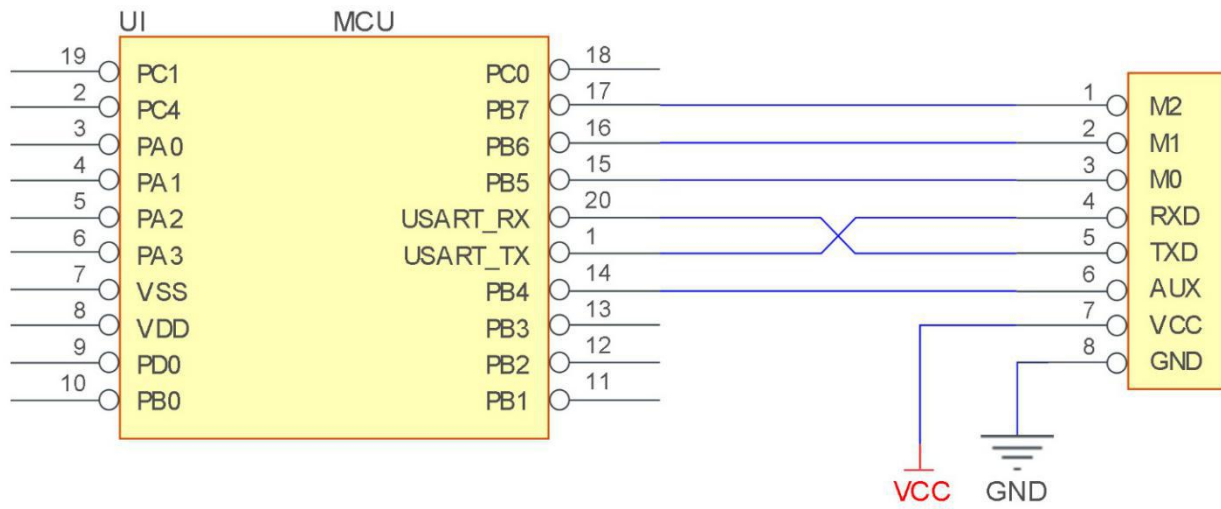 UI MCU
19 PC1 PC0 18
2 PC4 PB7 17 1 M2
3 PA0 PB6 16 2 M1
4 PA1 PB5 15 3 M0
5 PA2 USART_RX 20 4 RXD
6 PA3 USART_TX 1 5 TXD
7 VSS PB4 14 6 AUX
8 VDD PB3 13 7 VCC
9 PD0 PB2 12 8 GND
10 PB0 PB1 11
VCC GND